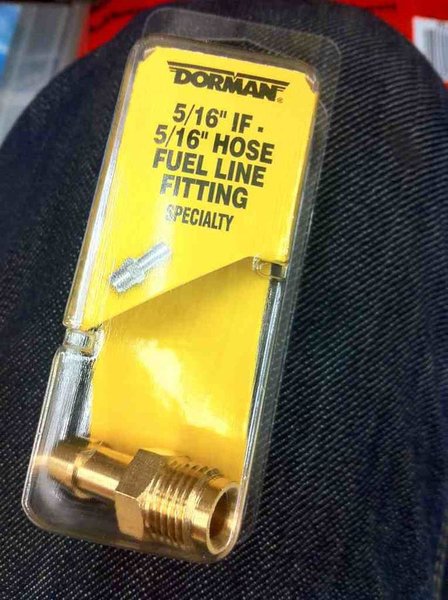 DORMAN®
5/16" IF -
5/16" HOSE
FUEL LINE
FITTING
SPECIALTY